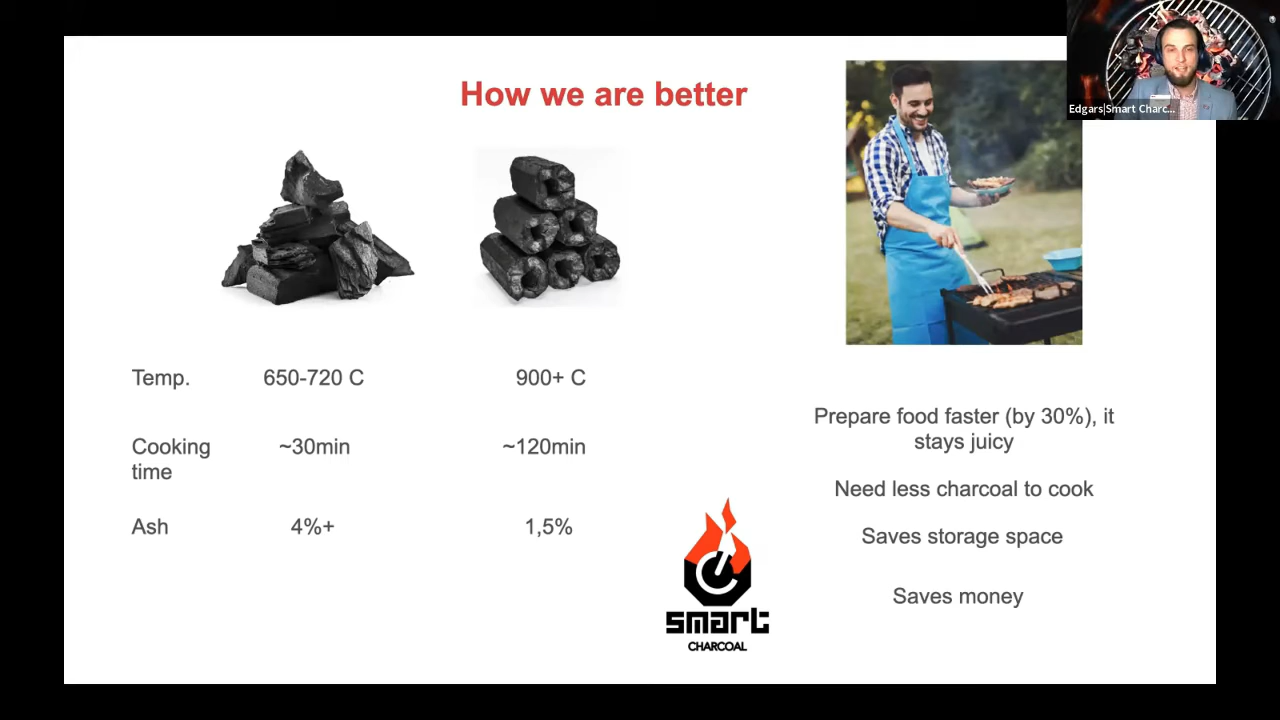 How we are better
Edgars|Smart Charc...
Temp.
650-720 C
900+ C
Cooking
time
~30min
~120min
Ash
4%+
1,5%
Prepare food faster (by 30%), it
stays juicy
Need less charcoal to cook
Saves storage space
Saves money
smart
CHARCOAL